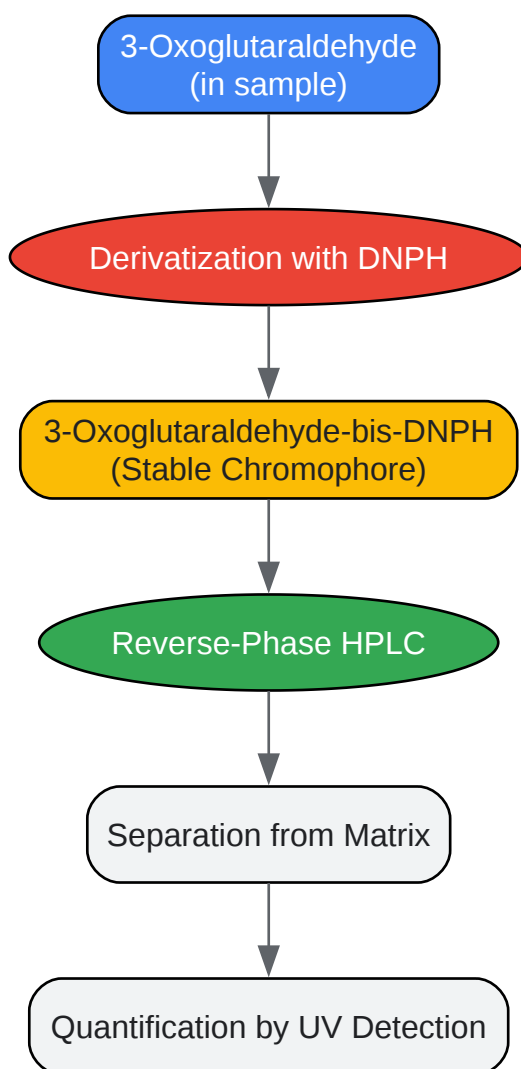 3-Oxoglutaraldehyde
(in sample)
Derivatization with DNPH
3-Oxoglutaraldehyde-bis-DNPH
(Stable Chromophore)
Reverse-Phase HPLC
Separation from Matrix
Quantification by UV Detection